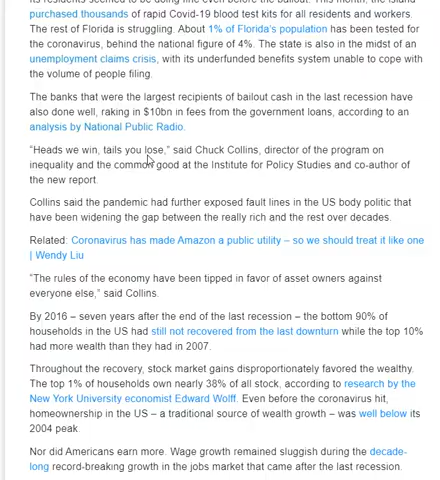 its residents seemed to be doing fine even before the bailout. This month, the island
purchased thousands of rapid Covid-19 blood test kits for all residents and workers.
The rest of Florida is struggling. About 1% of Florida's population has been tested for
the coronavirus, behind the national figure of 4%. The state is also in the midst of an
unemployment claims crisis, with its underfunded benefits system unable to cope with
the volume of people filing.
The banks that were the largest recipients of bailout cash in the last recession have
also done well, raking in $10bn in fees from the government loans, according to an
analysis by National Public Radio.
“Heads we win, tails you lose,” said Chuck Collins, director of the program on
inequality and the common good at the Institute for Policy Studies and co-author of
the new report.
Collins said the pandemic had further exposed fault lines in the US body politic that
have been widening the gap between the really rich and the rest over decades.
Related: Coronavirus has made Amazon a public utility – so we should treat it like one
| Wendy Liu
“The rules of the economy have been tipped in favor of asset owners against
everyone else,” said Collins.
By 2016 – seven years after the end of the last recession – the bottom 90% of
households in the US had still not recovered from the last downturn while the top 10%
had more wealth than they had in 2007.
Throughout the recovery, stock market gains disproportionately favored the wealthy.
The top 1% of households own nearly 38% of all stock, according to research by the
New York University economist Edward Wolff. Even before the coronavirus hit,
homeownership in the US – a traditional source of wealth growth – was well below its
2004 peak.
Nor did Americans earn more. Wage growth remained sluggish during the decade-
long record-breaking growth in the jobs market that came after the last recession.